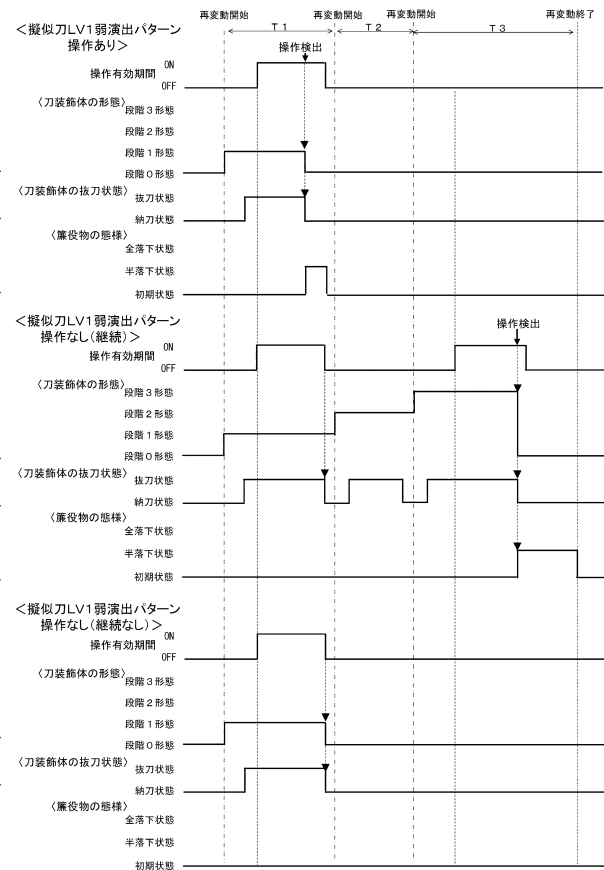 再変動開始 再変動開始 再変動開始 再変動終了
T1 T2 T3
<擬似刀LV1弱演出パターン
操作あり>
操作検出
操作有効期間 ON
OFF
〈刀装飾体の形態〉
段階3形態
段階2形態
段階1形態
段階0形態
〈刀装飾体の抜刀状態〉
抜刀状態
納刀状態
〈簾役物の態様〉
全落下状態
半落下状態
初期状態
<擬似刀LV1弱演出パターン
操作なし(継続)>
操作検出
操作有効期間 ON
OFF
〈刀装飾体の形態〉
段階3形態
段階2形態
段階1形態
段階0形態
〈刀装飾体の抜刀状態〉
抜刀状態
納刀状態
〈簾役物の態様〉
全落下状態
半落下状態
初期状態
<擬似刀LV1弱演出パターン
操作なし(継続なし)>
操作有効期間 ON
OFF
〈刀装飾体の形態〉
段階3形態
段階2形態
段階1形態
段階0形態
〈刀装飾体の抜刀状態〉
抜刀状態
納刀状態
〈簾役物の態様〉
全落下状態
半落下状態
初期状態